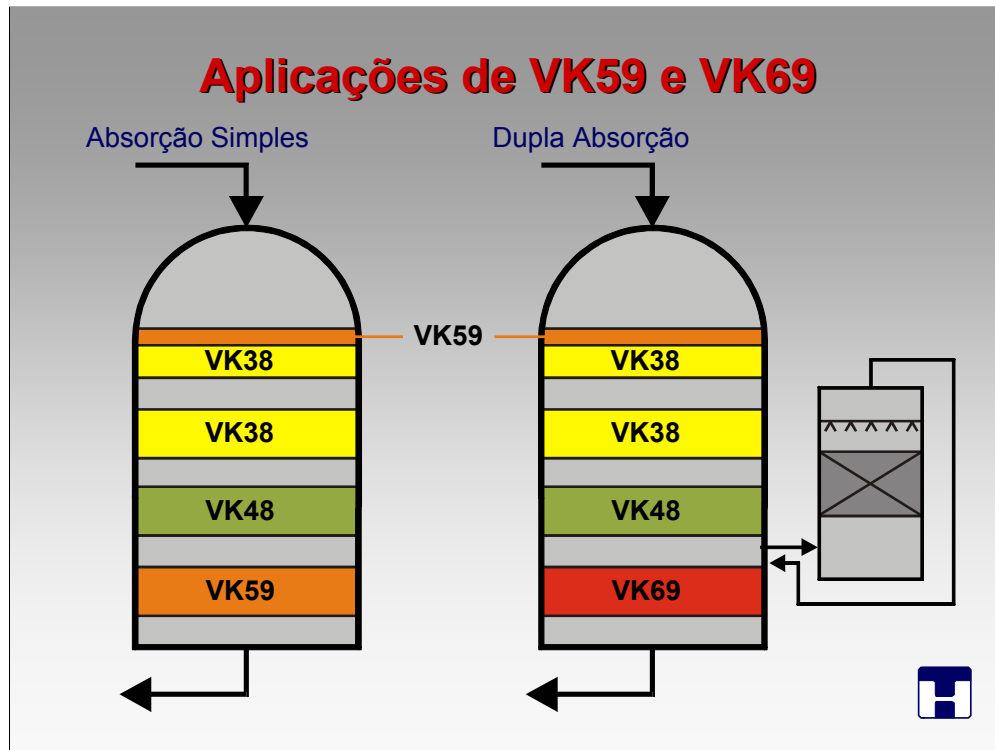 Aplicações de VK59 e VK69
Absorção Simples
Dupla Absorção
VK59
VK38
VK38
VK48
VK59
VK38
VK38
VK48
VK69